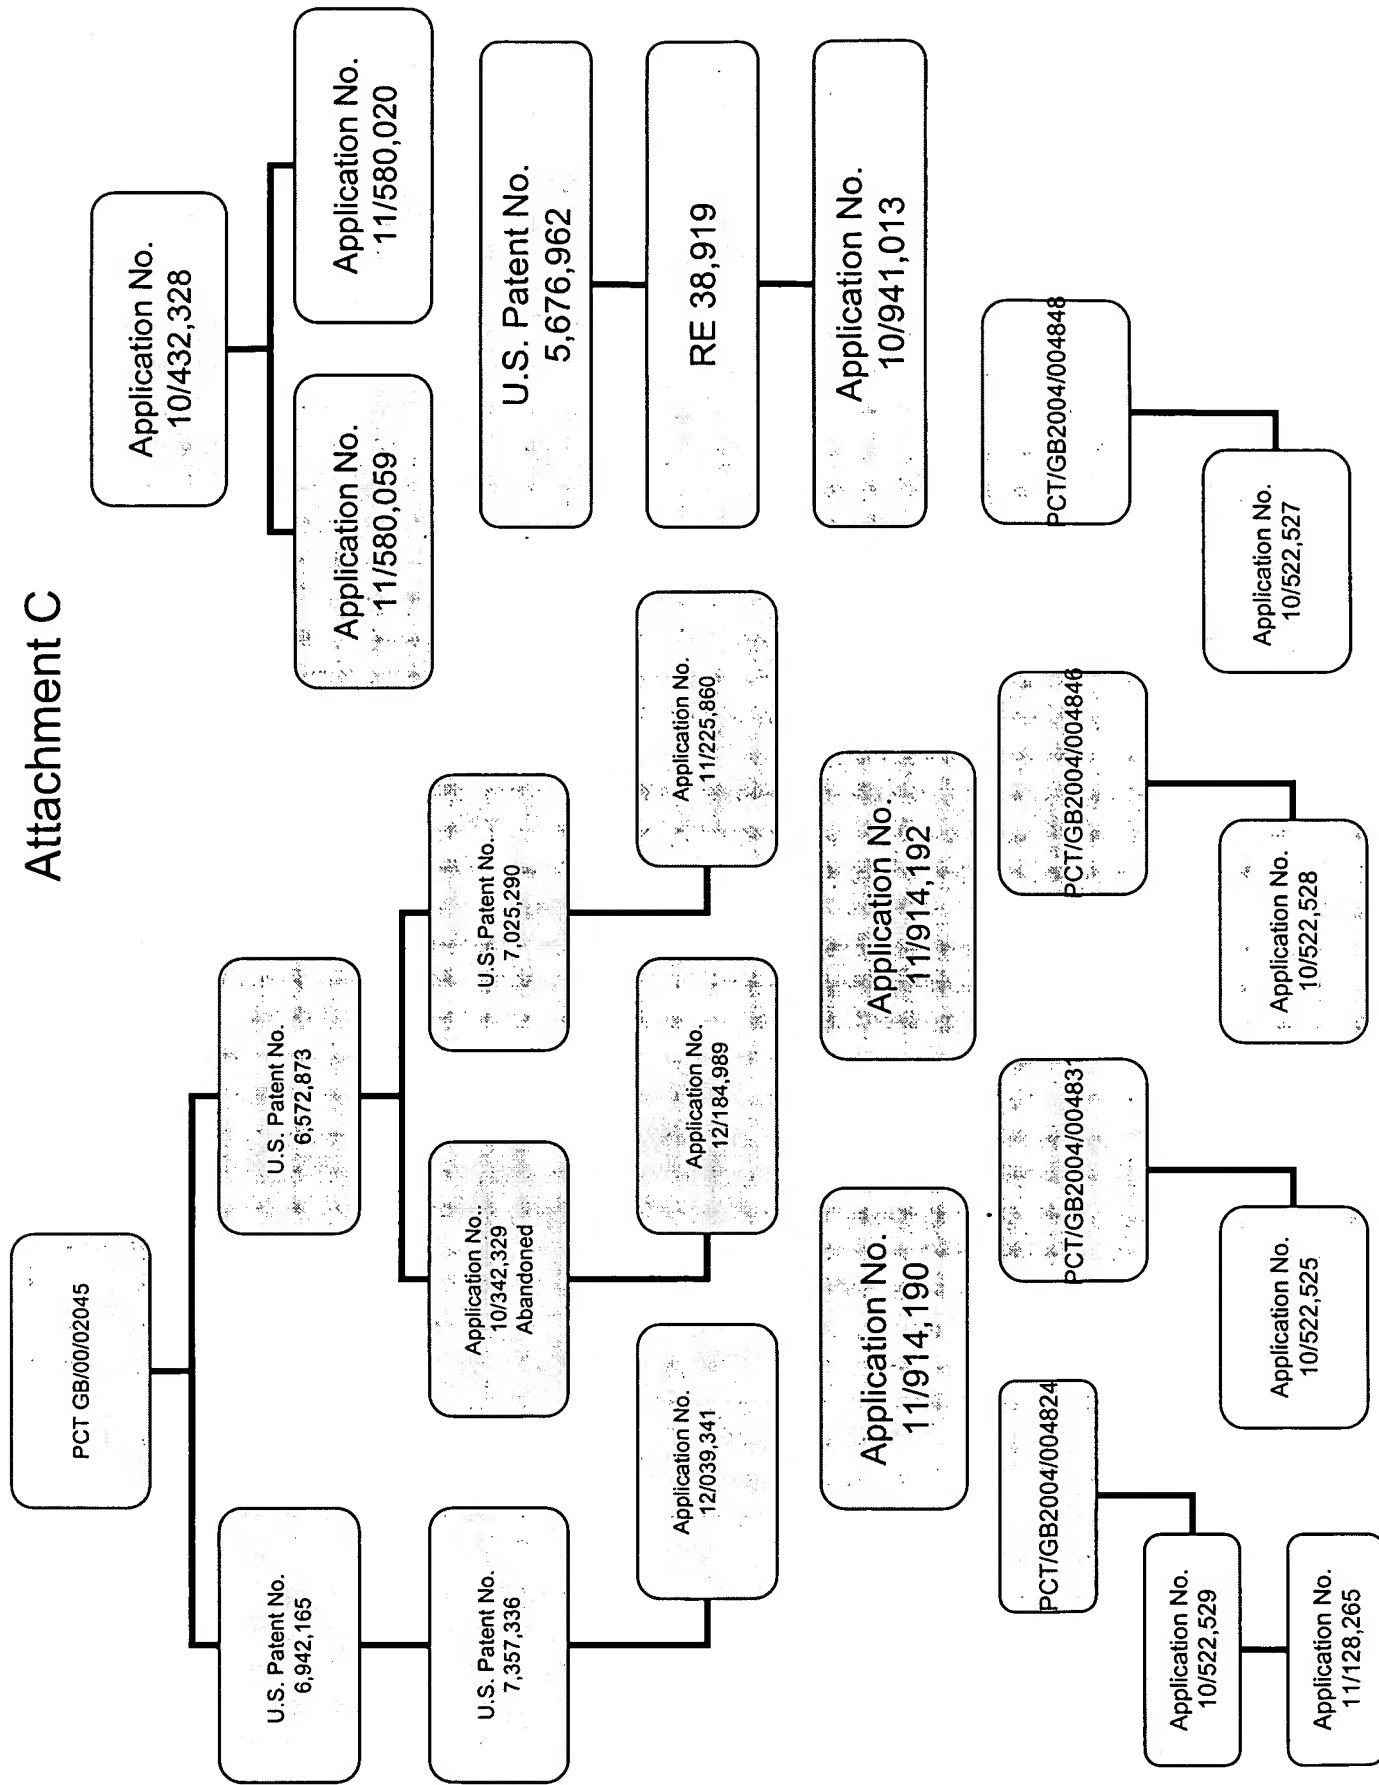 Attachment C
PCT GB/00/02045
U.S. Patent No.
6,942,165
U.S. Patent No.
6,572,873
U.S. Patent No.
7,357,336
Application No..
10/342,329
Abandoned
U.S. Patent No..
7,025,290
Application No.
12/039,341
Application No.
12/184,989
Application No.
11/225,860
Application No.
10/432,328
Application No.
11/580,059
Application No.
11/580,020
U.S. Patent No.
5,676,962
RE 38,919
Application No.
10/941,013
Application No.
11/914,190
Application No.
11/914,192
PCT/GB2004/004824
Application No.
10/522,529
Application No.
11/128,265
PCT/GB2004/004831
Application No.
10/522,525
PCT/GB2004/004846
Application No.
10/522,528
PCT/GB2004/004848
Application No.
10/522,527